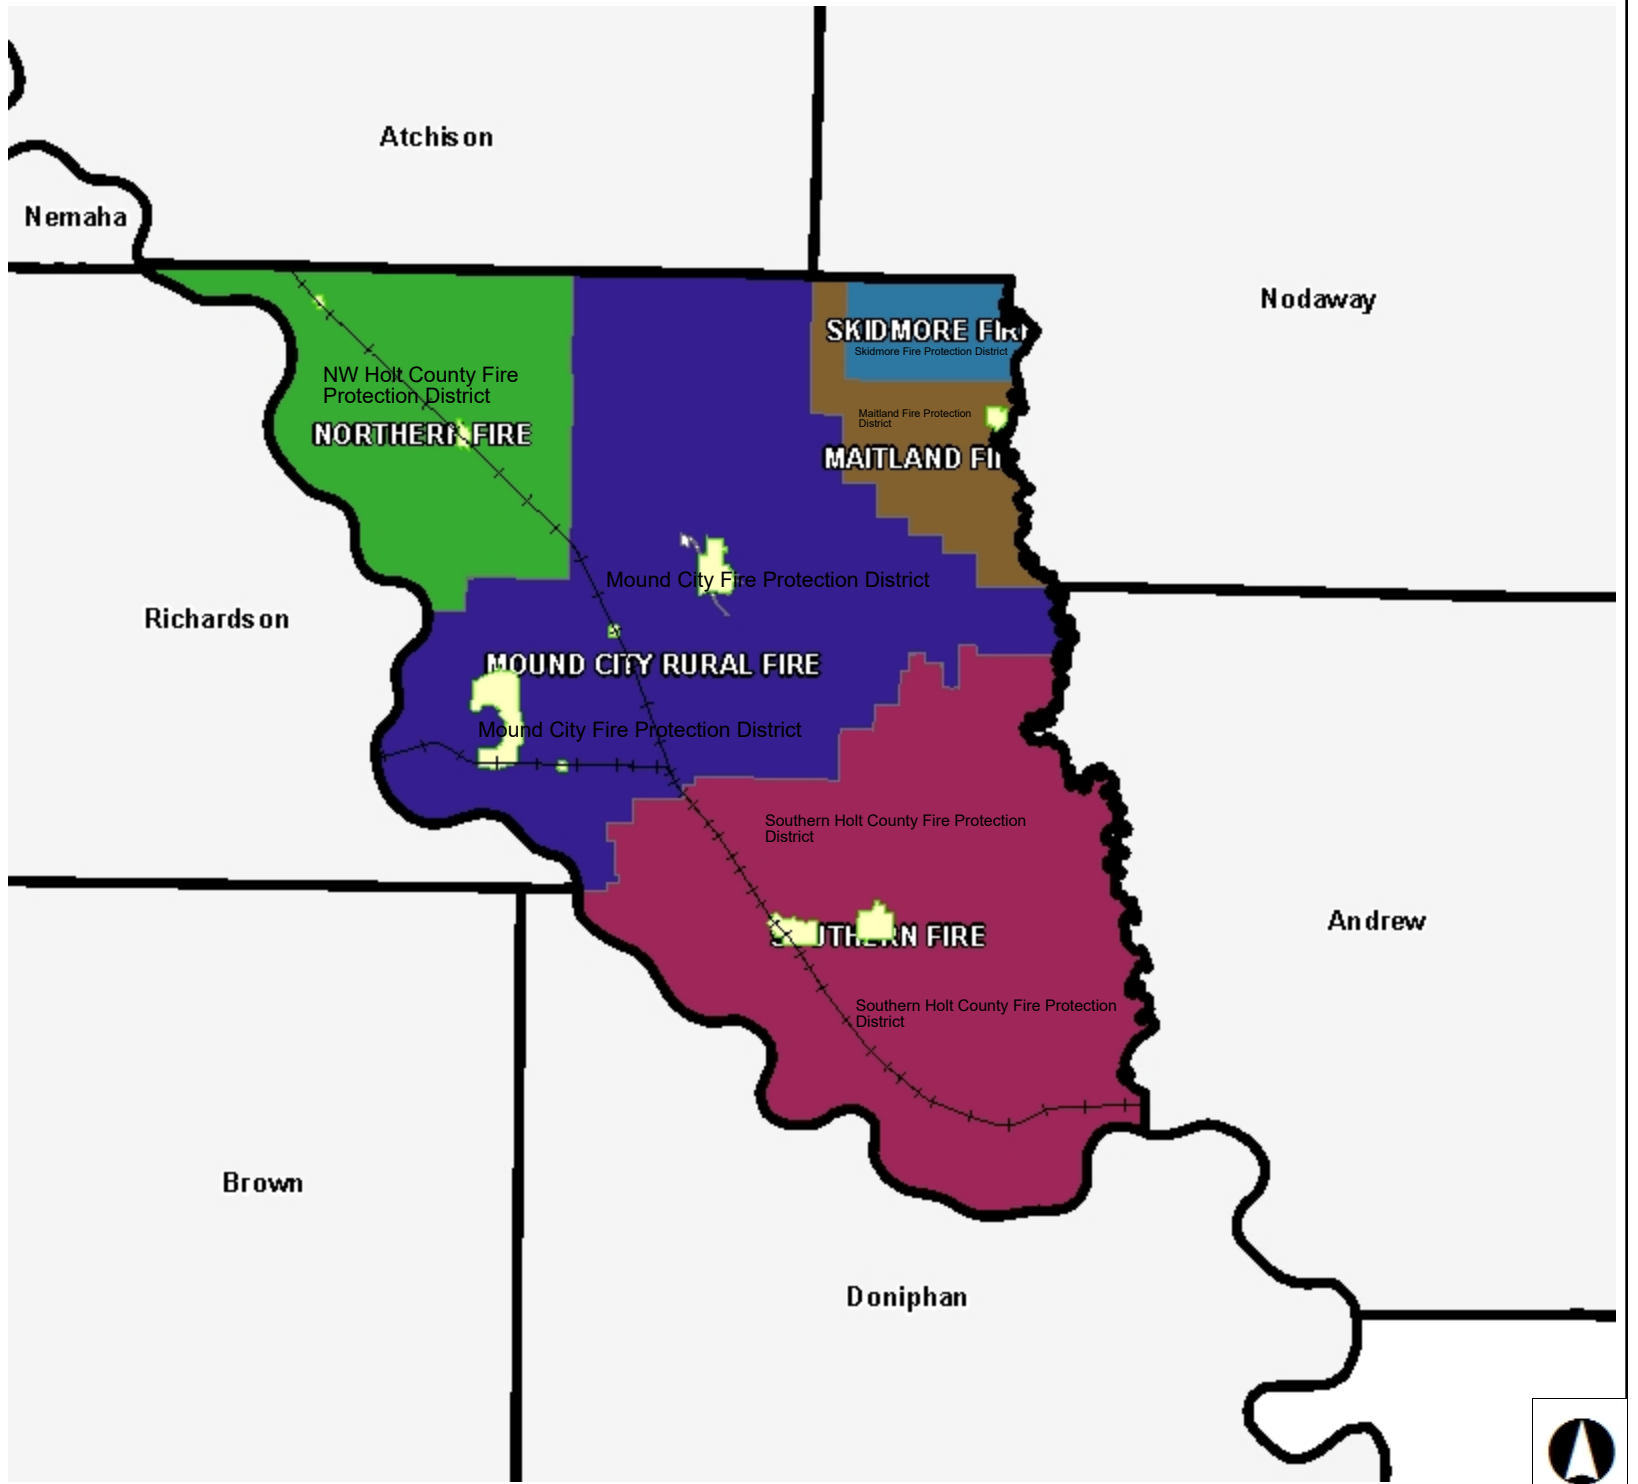 Atchison
Nemaha
Nodaway
SKIDMORE FIR
Skidmore Fire Protection District
NW Holt County Fire
Protection District
Maitland Fire Protection
District
NORTHERN FIRE
MAITLAND FI
Mound City Fire Protection District
Richardson
MOUND CITY RURAL FIRE
Mound City Fire Protection District
Southern Holt County Fire Protection
District
Andrew
SOUTHERN FIRE
Southern Holt County Fire Protection
District
Brown
Doniphan